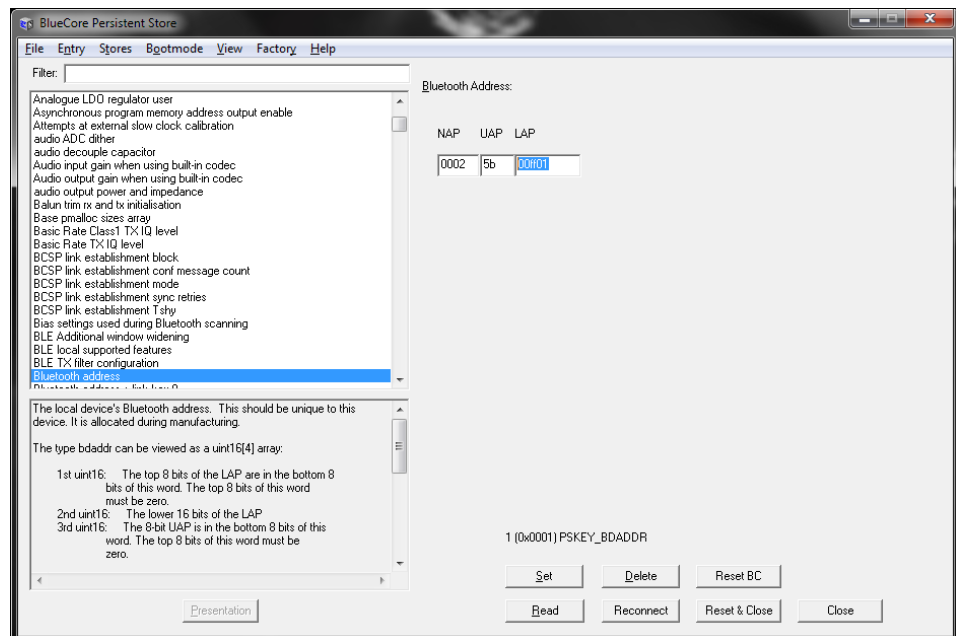 BlueCore Persistent Store
File Entry Stores Bootmode View Factory Help
Filter:
Analogue LDO regulator user
Asynchronous program memory address output enable
Attempts at external slow clock calibration
audio ADC dither
audio decouple capacitor
Audio input gain when using built-in codec
Audio output gain when using built-in codec
audio output power and impedance
Balun trim rx and tx initialisation
Base pmalloc sizes array
Basic Rate Class1 TX IQ level
Basic Rate TX IQ level
BCSP link establishment block
BCSP link establishment conf message count
BCSP link establishment mode
BCSP link establishment sync retries
BCSP link establishment Tshy
Bias settings used during Bluetooth scanning
BLE Additional window widening
BLE local supported features
BLE TX filter configuration
Bluetooth address
The local device's Bluetooth address. This should be unique to this
device. It is allocated during manufacturing.
The type bdaddr can be viewed as a uint16[4] array:
1st uint16: The top 8 bits of the LAP are in the bottom 8
bits of this word. The top 8 bits of this word
must be zero.
2nd uint16: The lower 16 bits of the LAP
3rd uint16: The 8-bit UAP is in the bottom 8 bits of this
word. The top 8 bits of this word must be
zero.
Presentation
Bluetooth Address:
NAP UAP LAP
0002 5b 00ff01
1 (0x0001) PSKEY_BDADDR
Set Delete Reset BC
Read Reconnect Reset & Close Close